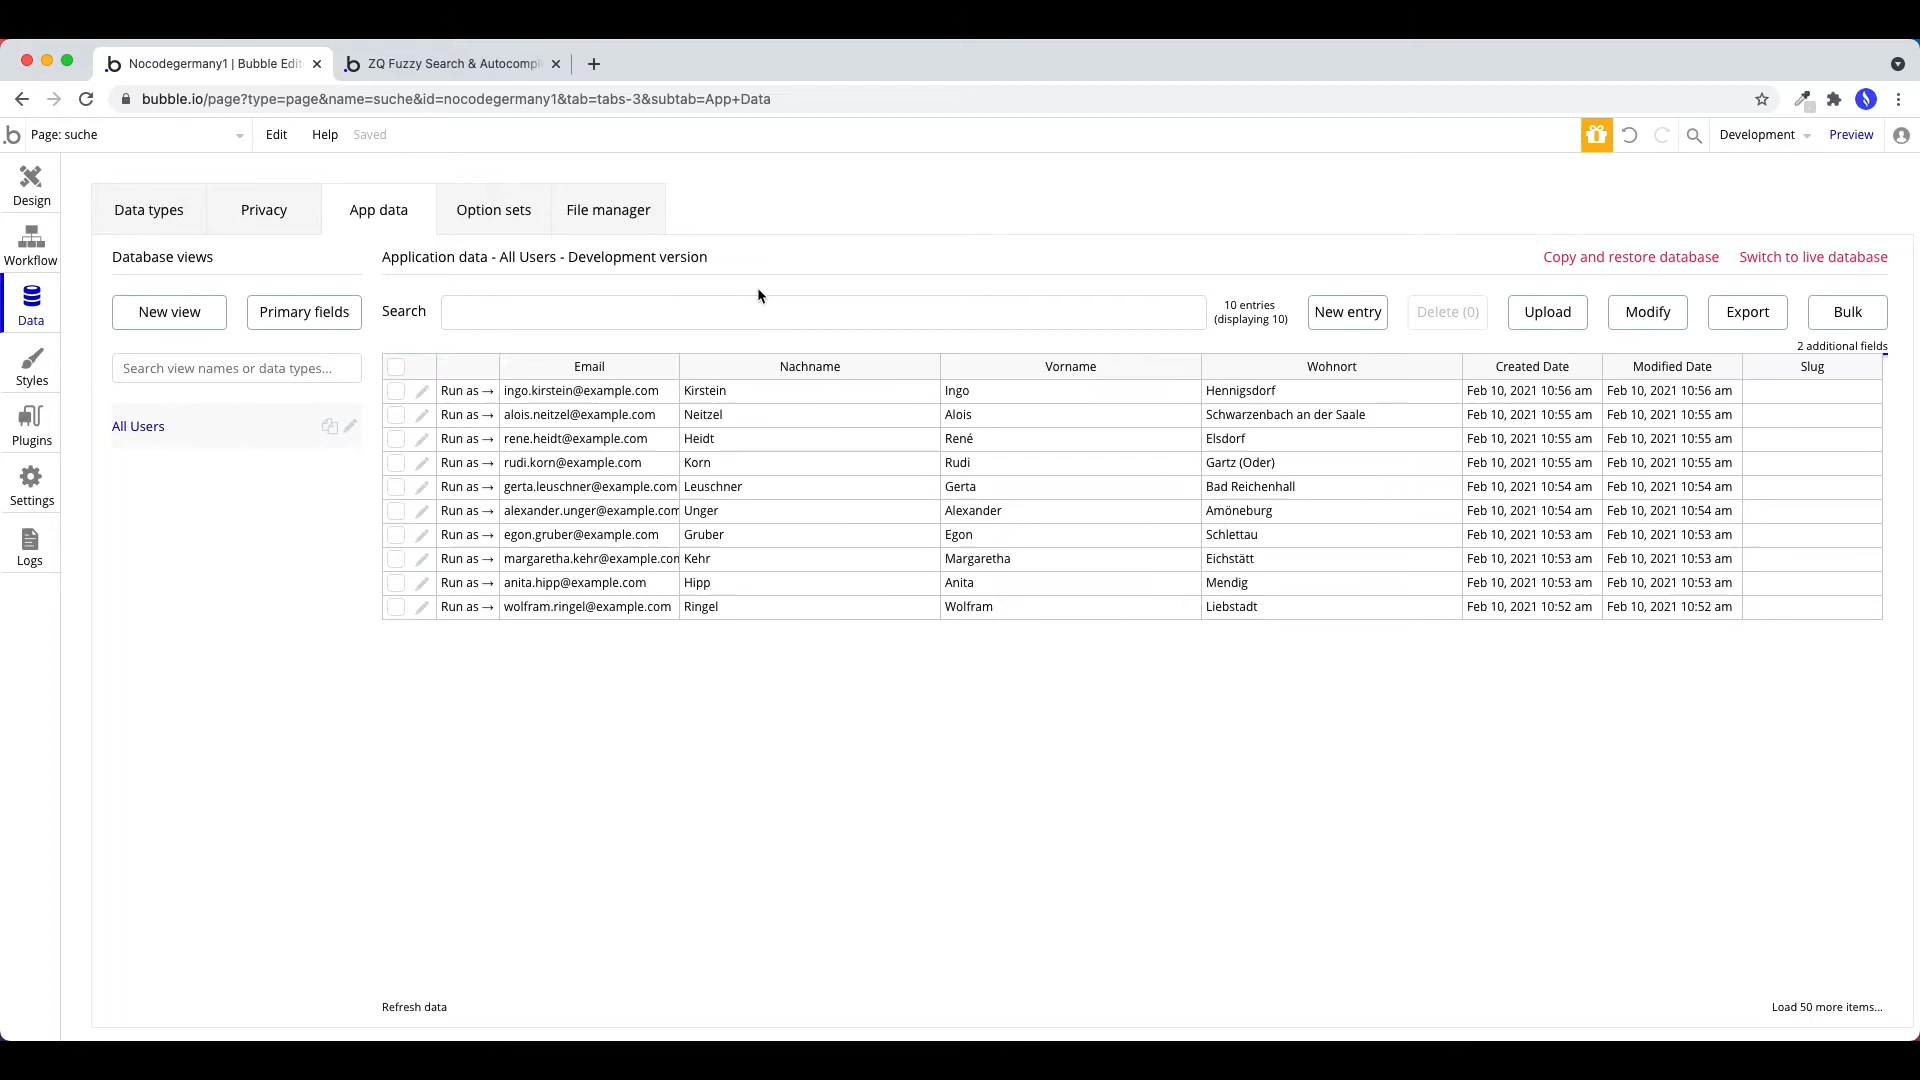 Nocodegermany1 | Bubble Edit
ZQ Fuzzy Search & Autocompl
bubble.io/page?type=page&name=suche&id=nocodegermany1&tab=tabs-3&subtab=App+Data
Page: suche
Edit
Help
Saved
Development
Preview
Design
Workflow
Data
Styles
Plugins
Settings
Logs
Data types
Privacy
App data
Option sets
File manager
Database views
Application data - All Users - Development version
Copy and restore database
Switch to live database
New view
Primary fields
Search
10 entries
(displaying 10)
New entry
Delete (0)
Upload
Modify
Export
Bulk
2 additional fields
Search view names or data types...
All Users
Email Nachname Vorname Wohnort Created Date Modified Date Slug
Run as → ingo.kirstein@example.com Kirstein Ingo Hennigsdorf Feb 10, 2021 10:56 am Feb 10, 2021 10:56 am
Run as → alois.neitzel@example.com Neitzel Alois Schwarzenbach an der Saale Feb 10, 2021 10:55 am Feb 10, 2021 10:55 am
Run as → rene.heidt@example.com Heidt René Elsdorf Feb 10, 2021 10:55 am Feb 10, 2021 10:55 am
Run as → rudi.korn@example.com Korn Rudi Gartz (Oder) Feb 10, 2021 10:55 am Feb 10, 2021 10:55 am
Run as → gerta.leuschner@example.com Leuschner Gerta Bad Reichenhall Feb 10, 2021 10:54 am Feb 10, 2021 10:54 am
Run as → alexander.unger@example.com Unger Alexander Amöneburg Feb 10, 2021 10:54 am Feb 10, 2021 10:54 am
Run as → egon.gruber@example.com Gruber Egon Schlettau Feb 10, 2021 10:53 am Feb 10, 2021 10:53 am
Run as → margaretha.kehr@example.com Kehr Margaretha Eichstätt Feb 10, 2021 10:53 am Feb 10, 2021 10:53 am
Run as → anita.hipp@example.com Hipp Anita Mendig Feb 10, 2021 10:53 am Feb 10, 2021 10:53 am
Run as → wolfram.ringel@example.com Ringel Wolfram Liebstadt Feb 10, 2021 10:52 am Feb 10, 2021 10:52 am
Refresh data
Load 50 more items...